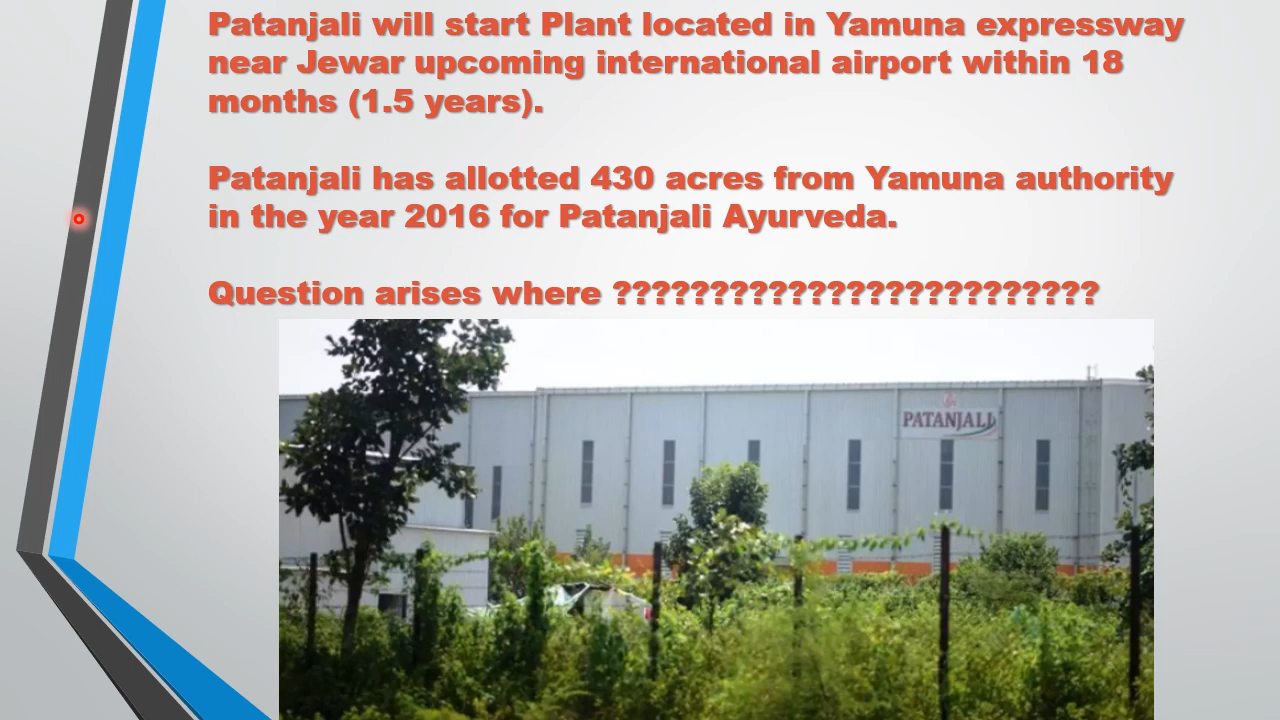 Patanjali will start Plant located in Yamuna expressway
near Jewar upcoming international airport within 18
months (1.5 years).
Patanjali has allotted 430 acres from Yamuna authority
in the year 2016 for Patanjali Ayurveda.
Question arises where ?????????????????????????
PATANJALI